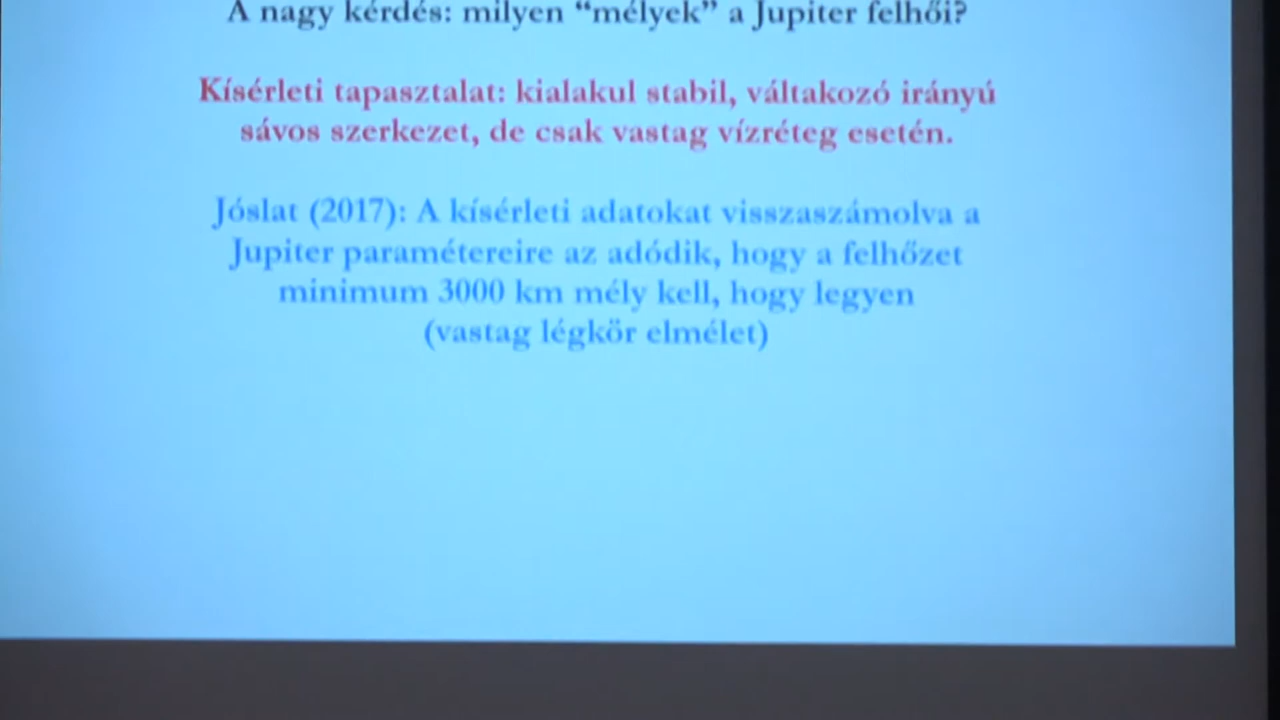 A nagy kérdés: milyen “mélyek” a Jupiter felhői?
Kísérleti tapasztalat: kialakul stabil, váltakozó irányú
sávos szerkezet, de csak vastag vízréteg esetén.
Jóslat (2017): A kísérleti adatokat visszaszámolva a
Jupiter paramétereire az adódik, hogy a felhőzet
minimum 3000 km mély kell, hogy legyen
(vastag légkör elmélet)